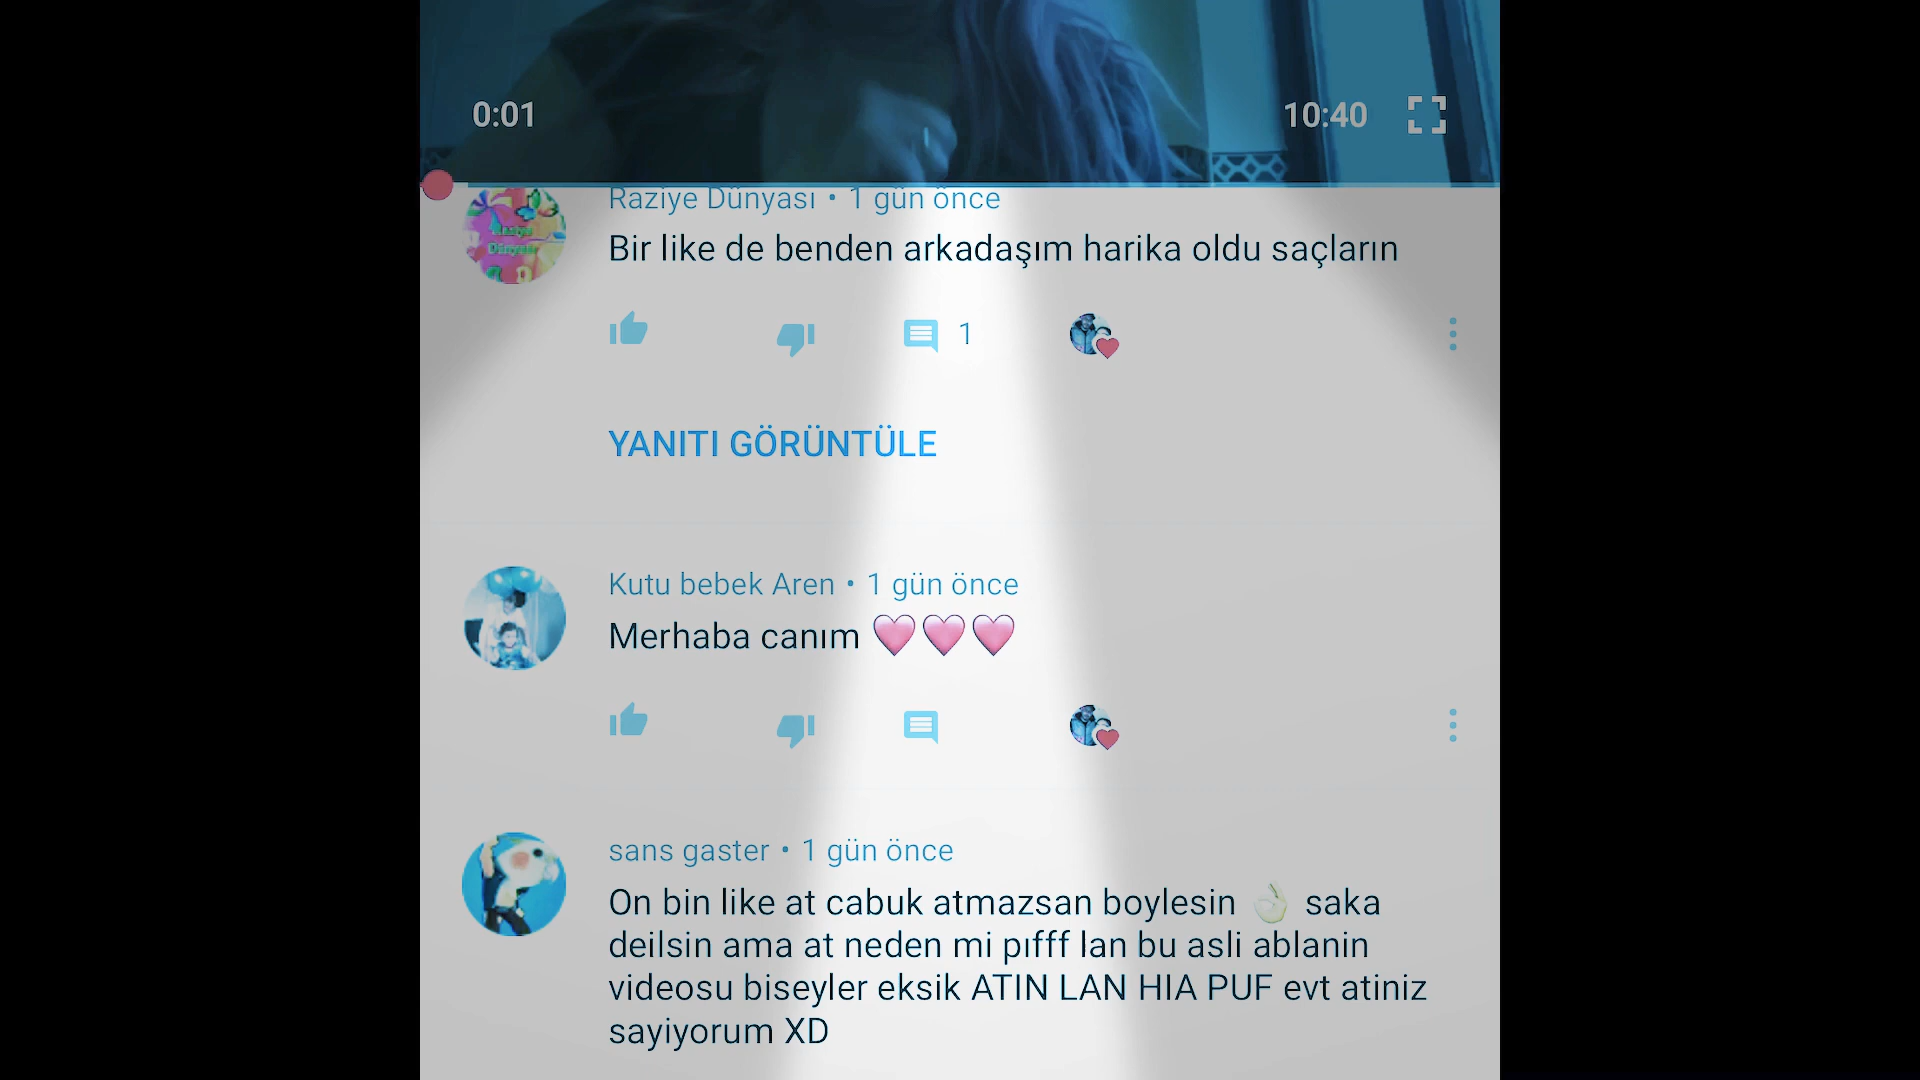 0:01
10:40
Raziye Dünyası • 1 gün önce
Bir like de benden arkadaşım harika oldu saçların
1
YANITI GÖRÜNTÜLE
Kutu bebek Aren • 1 gün önce
Merhaba canım 💗💗💗
sans gaster • 1 gün önce
On bin like at cabuk atmazsan boylesin 👌 saka
deilsin ama at neden mi pıfff lan bu asli ablanin
videosu biseyler eksik ATIN LAN HIA PUF evt atiniz
sayiyorum XD